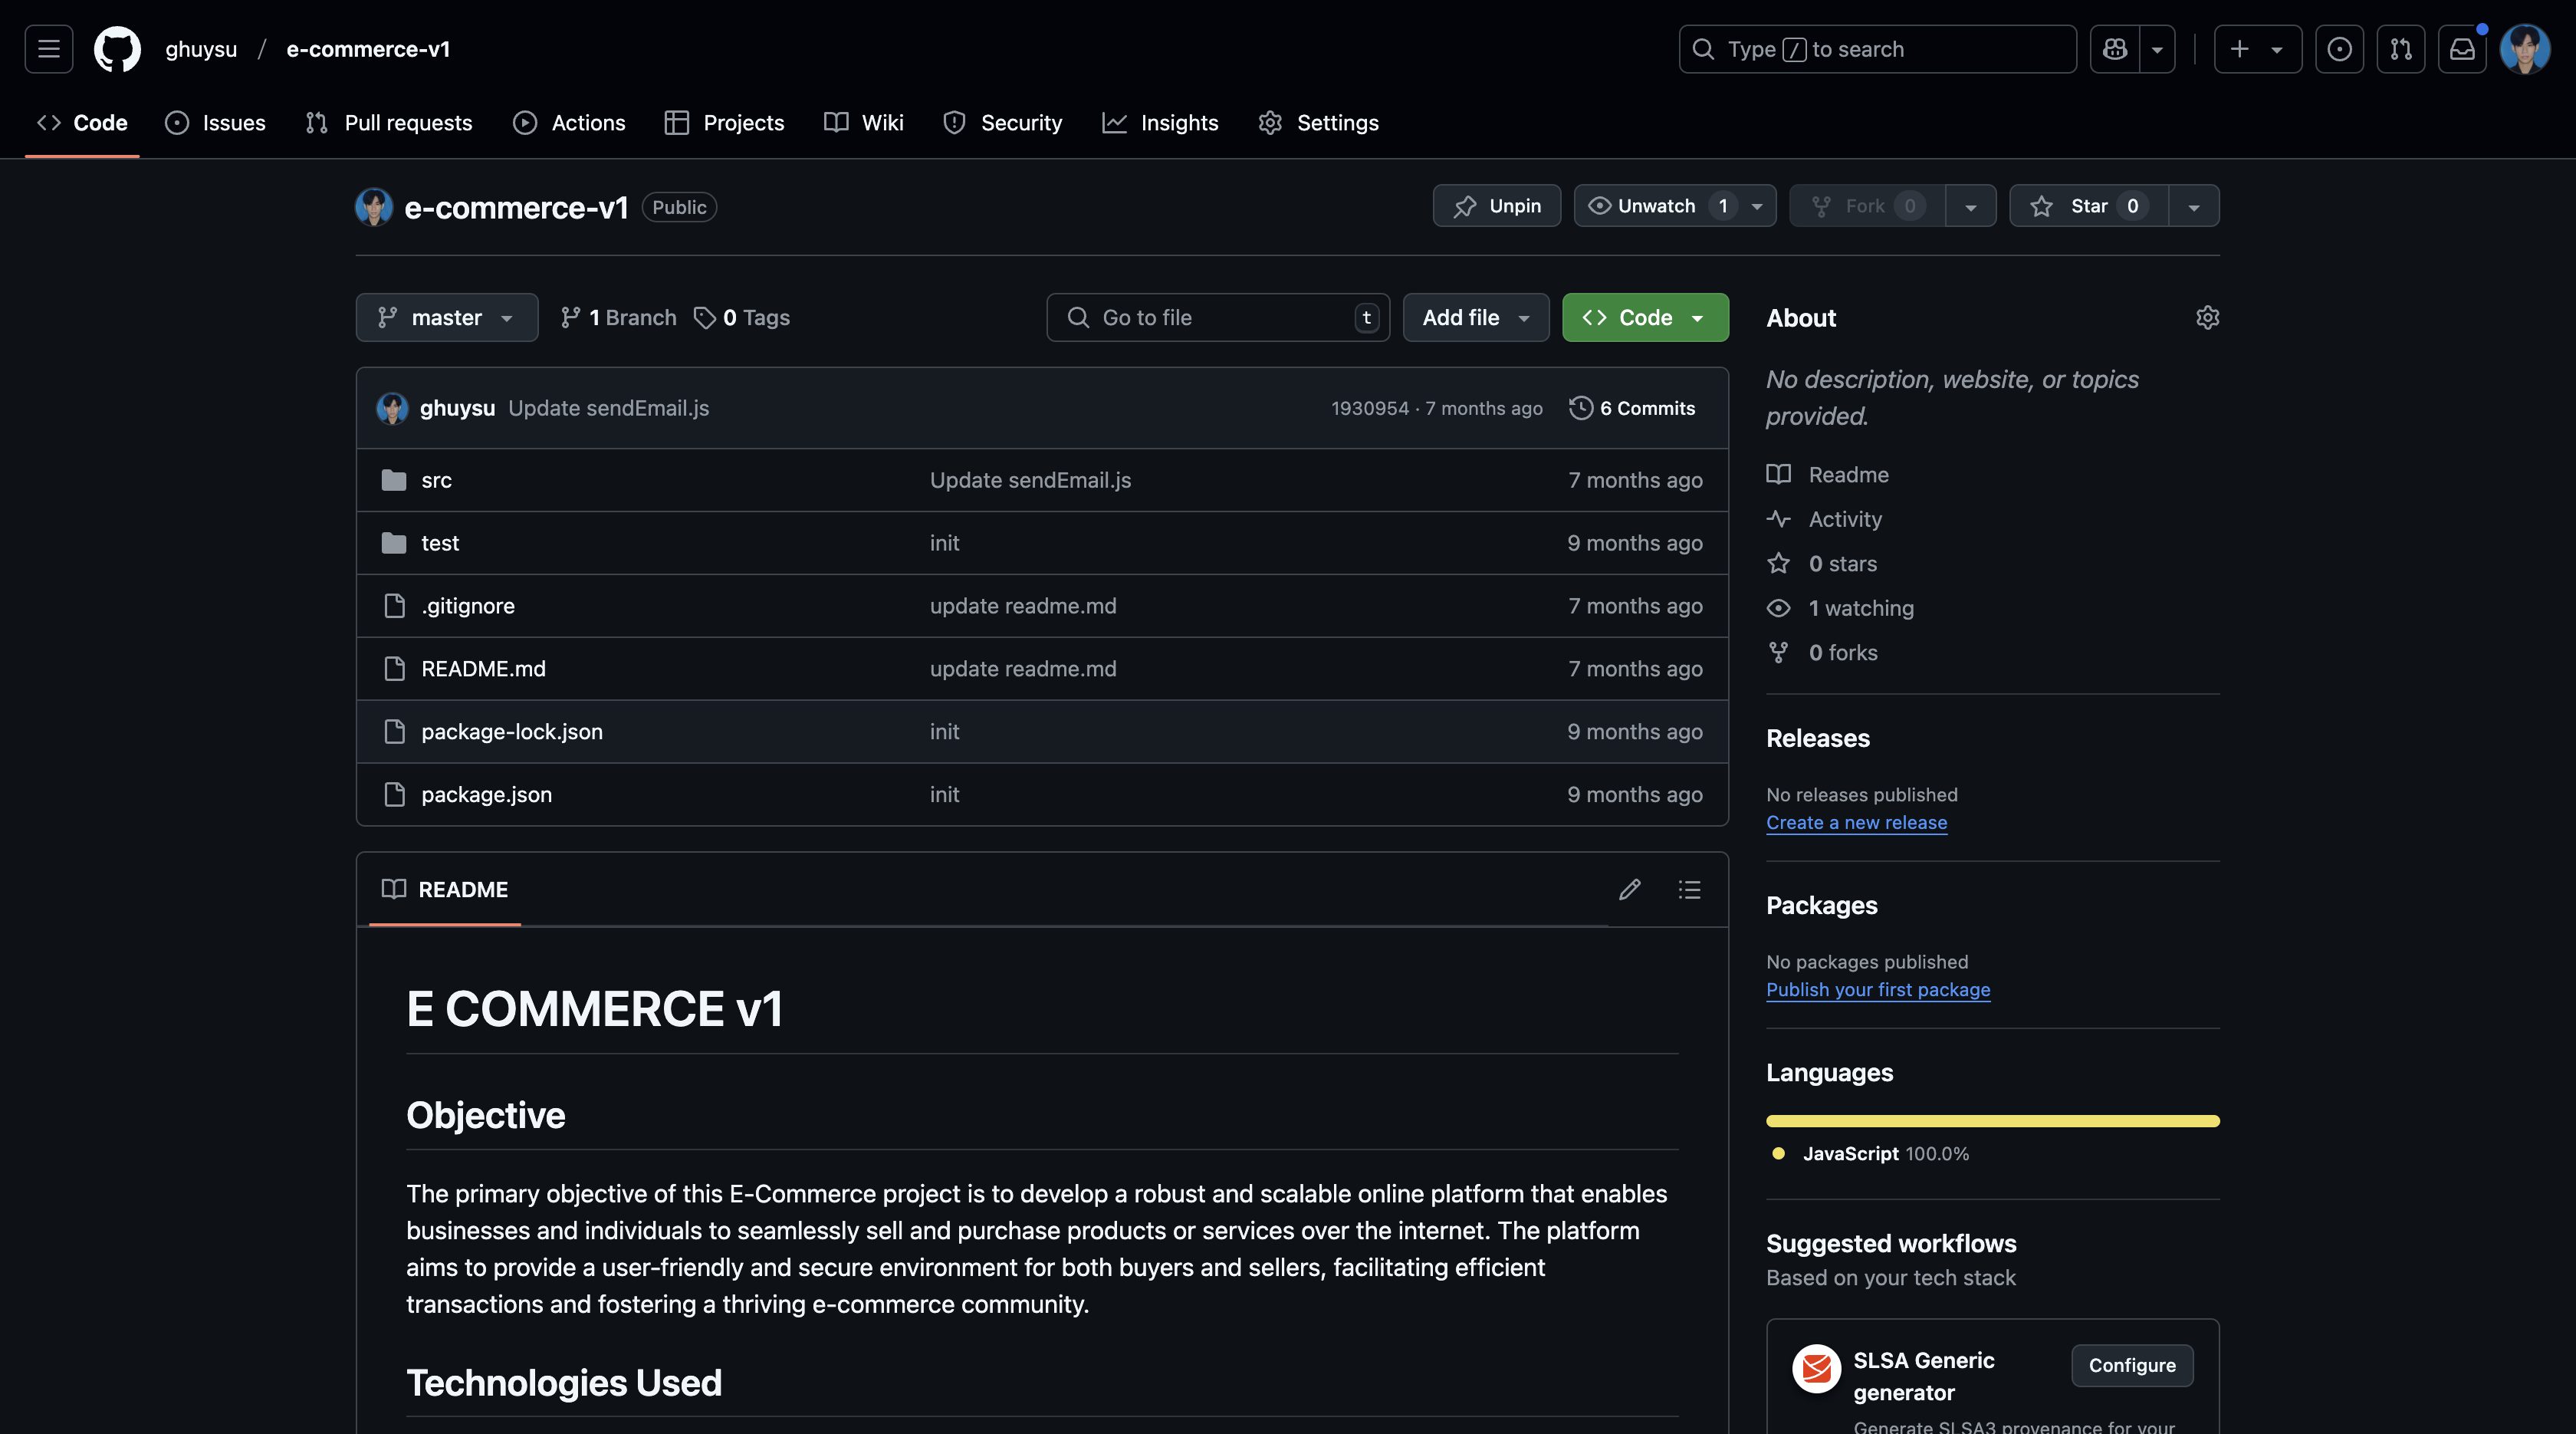 ghuysu / e-commerce-v1
Type / to search
Code Issues Pull requests Actions Projects Wiki Security Insights Settings
e-commerce-v1 Public
Unpin Unwatch 1 Fork 0 Star 0
master 1 Branch 0 Tags
Go to file t Add file Code
ghuysu Update sendEmail.js 1930954 · 7 months ago 6 Commits
src Update sendEmail.js 7 months ago
test init 9 months ago
.gitignore update readme.md 7 months ago
README.md update readme.md 7 months ago
package-lock.json init 9 months ago
package.json init 9 months ago
README
E COMMERCE v1
Objective
The primary objective of this E-Commerce project is to develop a robust and scalable online platform that enables
businesses and individuals to seamlessly sell and purchase products or services over the internet. The platform
aims to provide a user-friendly and secure environment for both buyers and sellers, facilitating efficient
transactions and fostering a thriving e-commerce community.
Technologies Used
About
No description, website, or topics
provided.
Readme
Activity
0 stars
1 watching
0 forks
Releases
No releases published
Create a new release
Packages
No packages published
Publish your first package
Languages
JavaScript 100.0%
Suggested workflows
Based on your tech stack
SLSA Generic
generator
Configure
Generate SLSA3 provenance for your